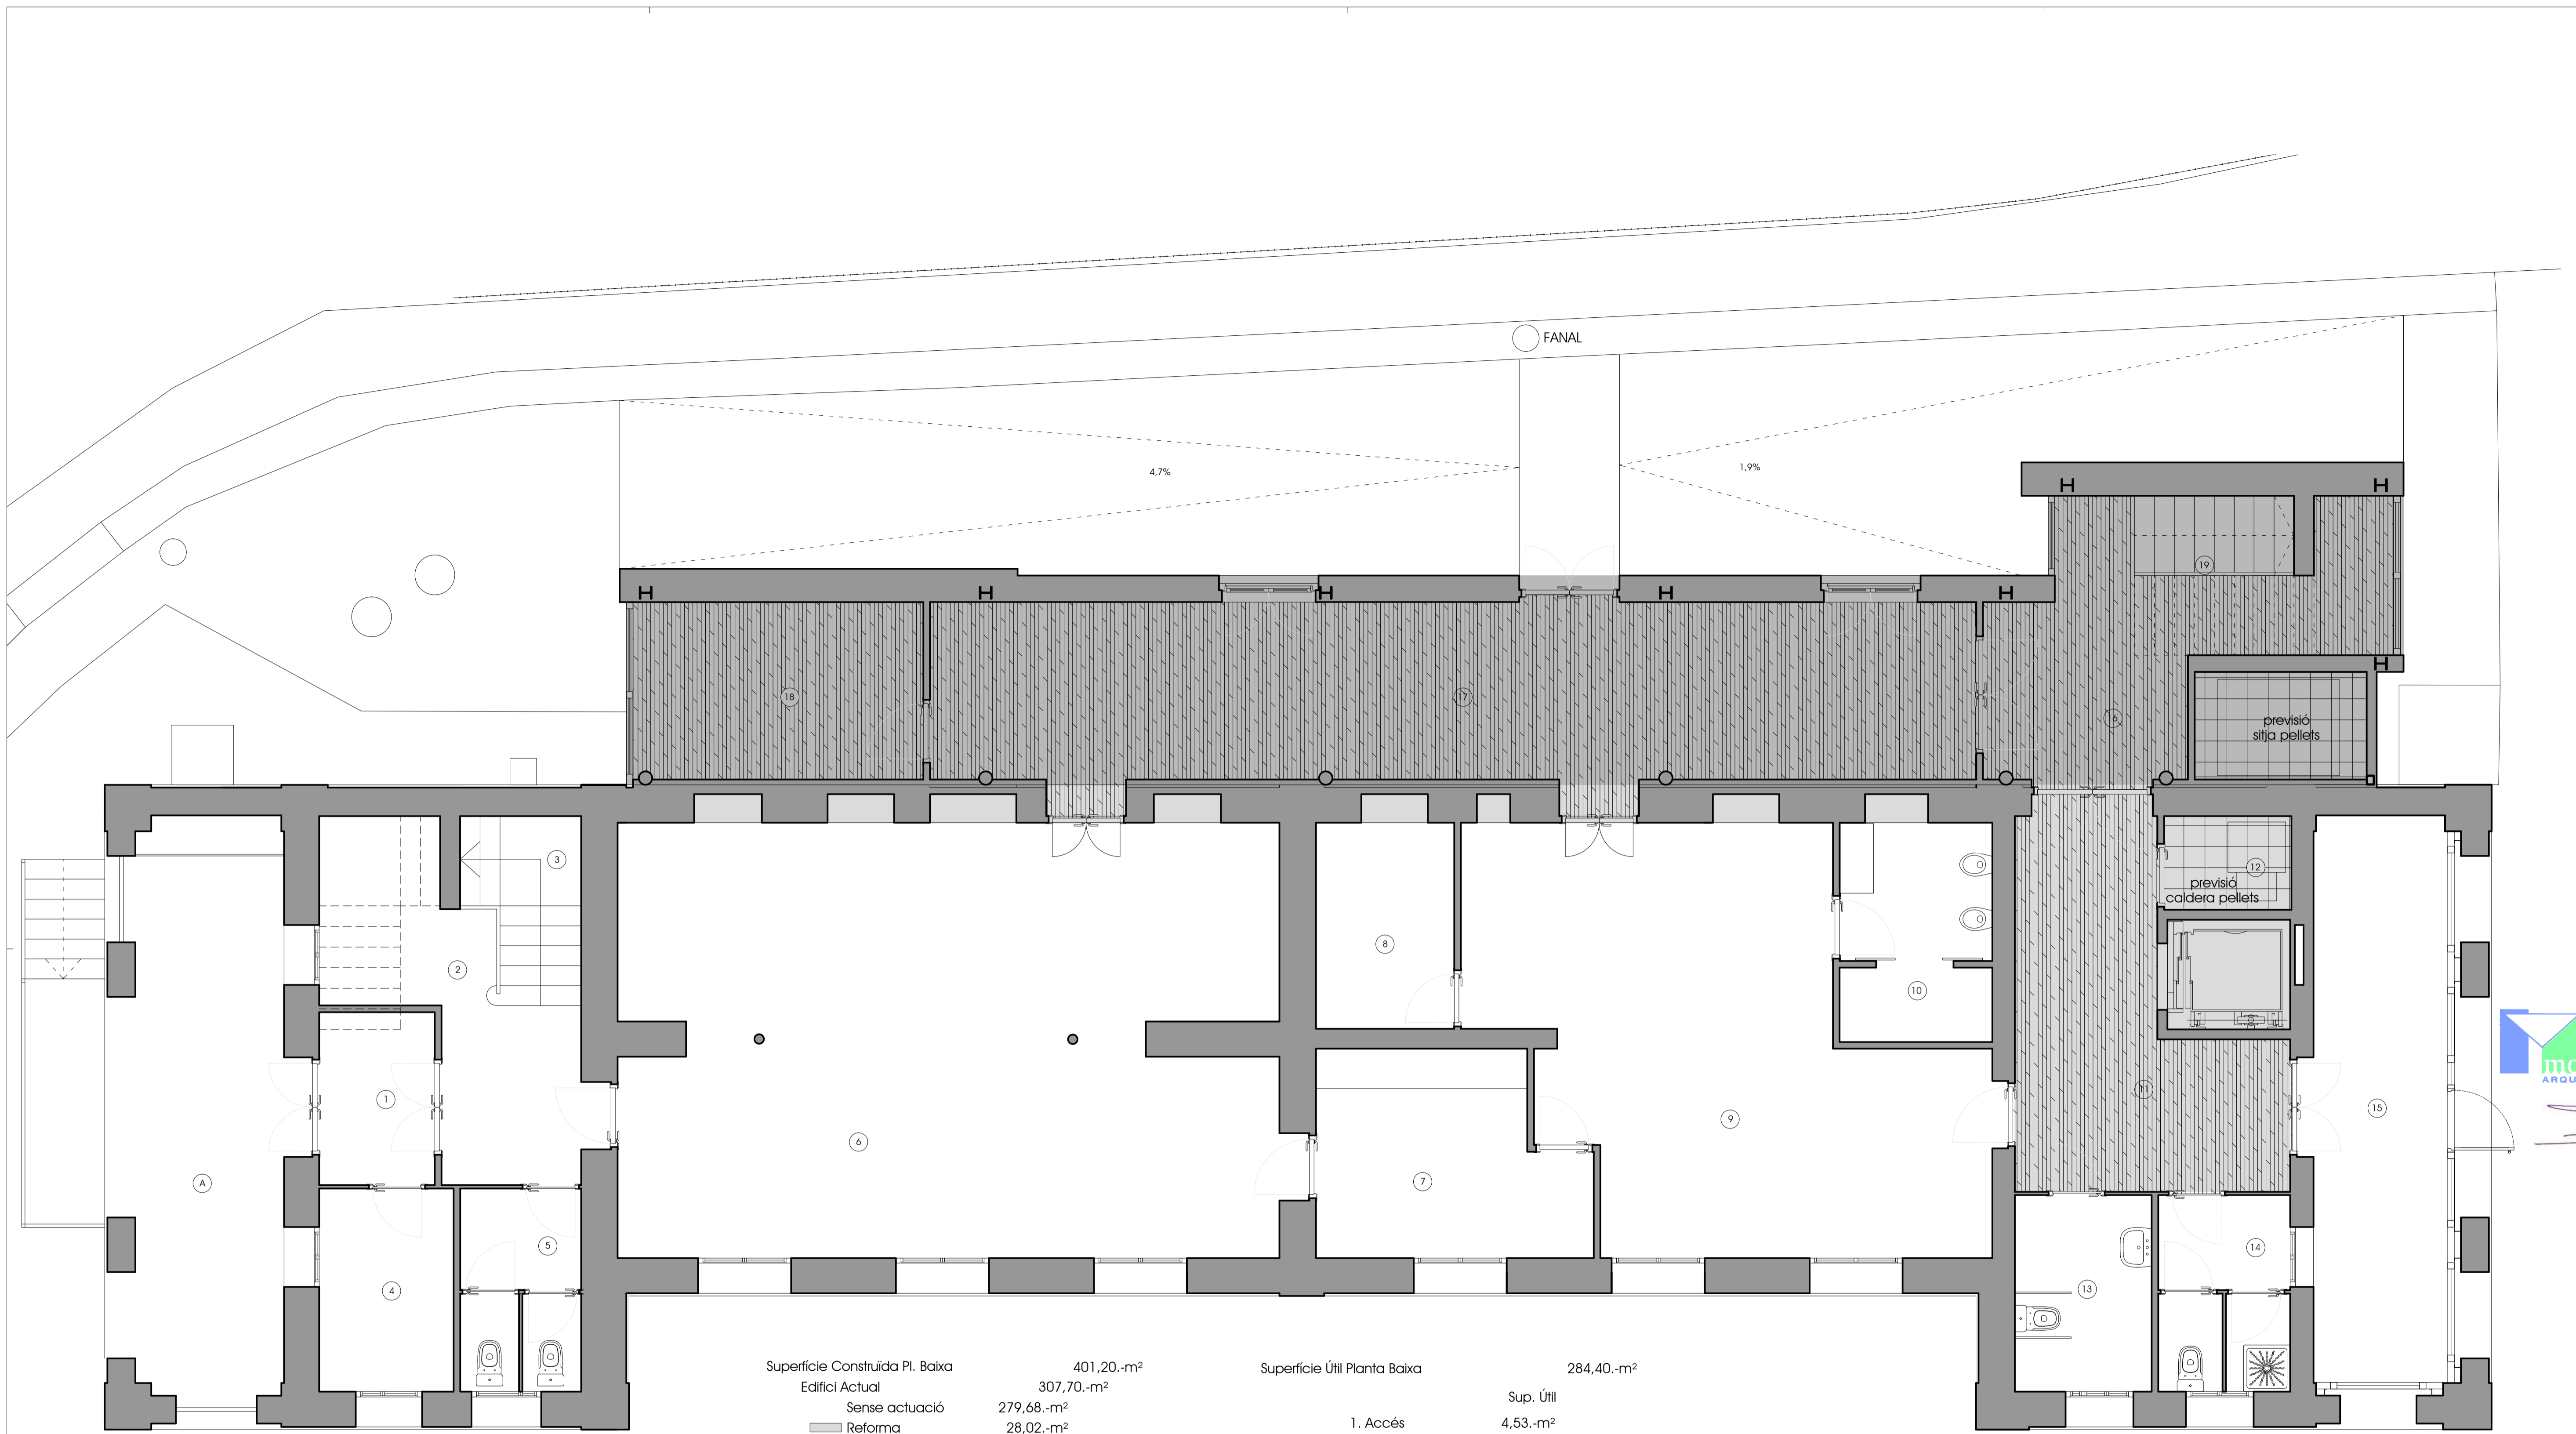 FANAL
4,7%
1,9%
19
18
17
16
previsió
sitja pellets
3
12
previsió
caldera pellets
8
2
10
11
1
15
9
6
A
7
5
14
4
13
Superfície Construïda Pl. Baixa 401,20.-m²
Edifici Actual 307,70.-m²
Sense actuació 279,68.-m²
Reforma 28,02.-m²
Superfície Útil Planta Baixa 284,40.-m²
Sup. Útil
1. Accés 4,53.-m²